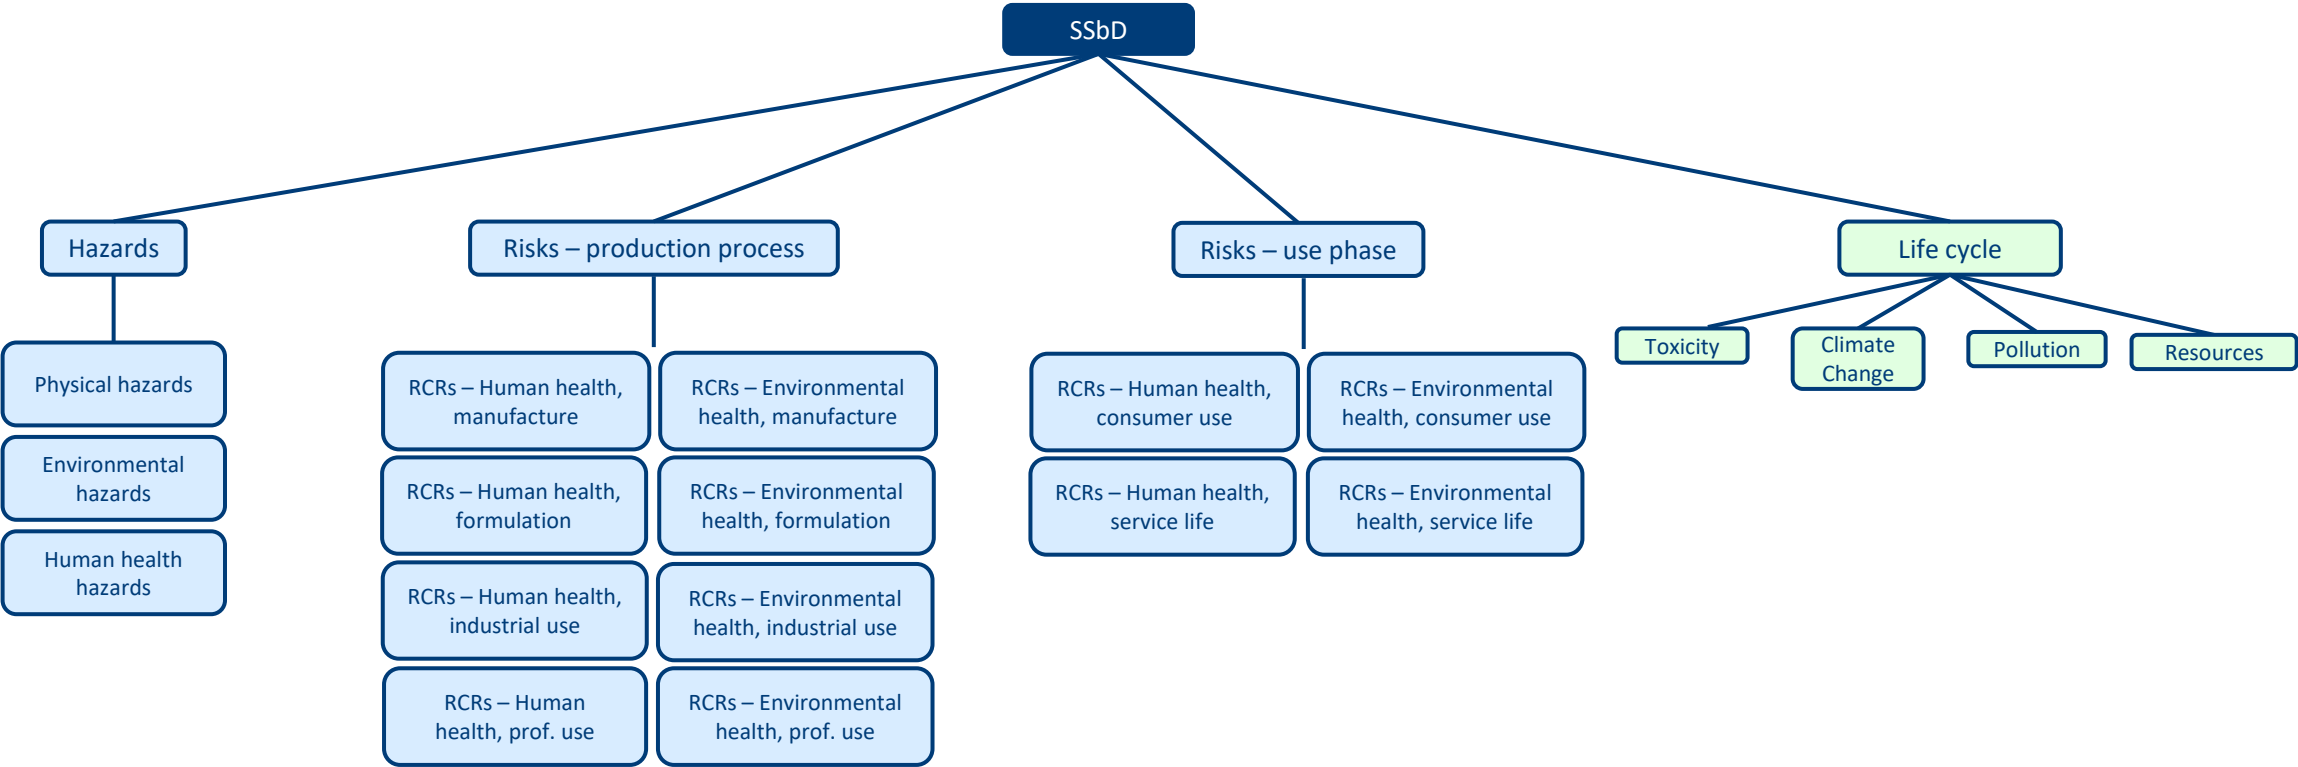 SSbD
Hazards
Risks – production process
Risks – use phase
Life cycle
Physical hazards
Environmental
hazards
Human health
hazards
RCRs – Human health,
manufacture
RCRs – Environmental
health, manufacture
RCRs – Human health,
formulation
RCRs – Environmental
health, formulation
RCRs – Human health,
industrial use
RCRs – Environmental
health, industrial use
RCRs – Human
health, prof. use
RCRs – Environmental
health, prof. use
RCRs – Human health,
consumer use
RCRs – Environmental
health, consumer use
RCRs – Human health,
service life
RCRs – Environmental
health, service life
Toxicity
Climate
Change
Pollution
Resources